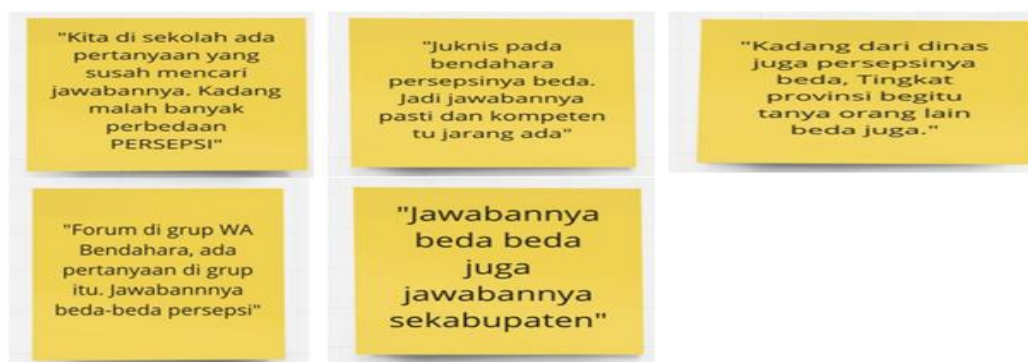 "Kita di sekolah ada
pertanyaan yang
susah mencari
jawabannya. Kadang
malah banyak
perbedaan
PERSEPSI"
"Juknis pada
bendahara
persepsinya beda.
Jadi jawabannya
pasti dan kompeten
tu jarang ada"
"Kadang dari dinas
juga persepsinya
beda, Tingkat
provinsi begitu
tanya orang lain
beda juga."
"Forum di grup WA
Bendahara, ada
pertanyaan di grup
itu. Jawabannnya
beda-beda persepsi"
"Jawabannya
beda beda
juga
jawabannya
sekabupaten"